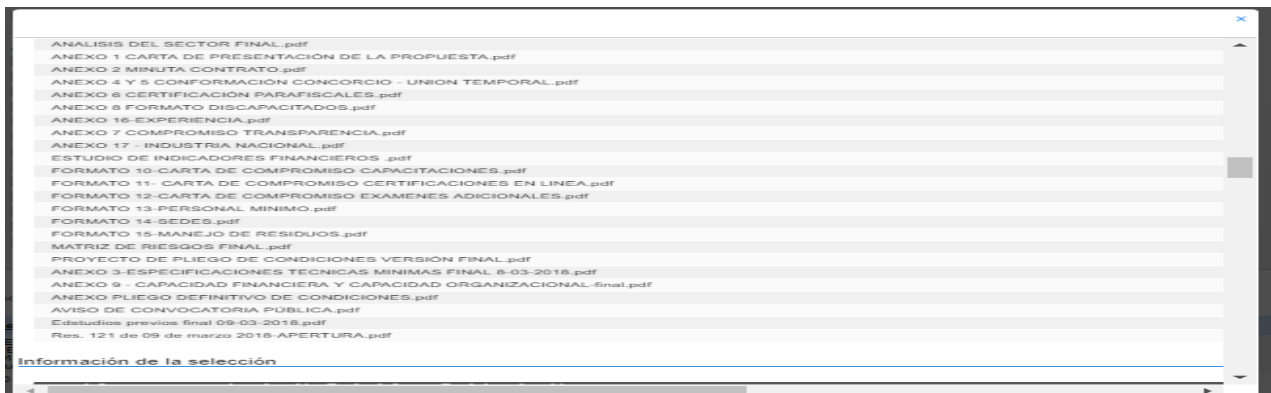 ANALISIS DEL SECTOR FINAL.pdf
ANEXO 1 CARTA DE PRESENTACIÓN DE LA PROPUESTA.pdf
ANEXO 2 MINUTA CONTRATO.pdf
ANEXO 4 Y 5 CONFORMACIÓN CONCORCIO - UNION TEMPORAL.pdf
ANEXO 6 CERTIFICACIÓN PARAFISCALES.pdf
ANEXO 8 FORMATO DISCAPACITADOS.pdf
ANEXO 16-EXPERIENCIA.pdf
ANEXO 7 COMPROMISO TRANSPARENCIA.pdf
ANEXO 17 - INDUSTRIA NACIONAL.pdf
ESTUDIO DE INDICADORES FINANCIEROS .pdf
FORMATO 10-CARTA DE COMPROMISO CAPACITACIONES.pdf
FORMATO 11- CARTA DE COMPROMISO CERTIFICACIONES EN LINEA.pdf
FORMATO 12-CARTA DE COMPROMISO EXAMENES ADICIONALES.pdf
FORMATO 13-PERSONAL MINIMO.pdf
FORMATO 14-SEDES.pdf
FORMATO 15-MANEJO DE RESIDUOS.pdf
MATRIZ DE RIESGOS FINAL.pdf
PROYECTO DE PLIEGO DE CONDICIONES VERSIÓN FINAL.pdf
ANEXO 3-ESPECIFICACIONES TECNICAS MINIMAS FINAL 8-03-2018.pdf
ANEXO 9 - CAPACIDAD FINANCIERA Y CAPACIDAD ORGANIZACIONAL-final.pdf
ANEXO PLIEGO DEFINITIVO DE CONDICIONES.pdf
AVISO DE CONVOCATORIA PÚBLICA.pdf
Edstudios previos final 09-03-2018.pdf
Res. 121 de 09 de marzo 2018-APERTURA.pdf
Información de la selección